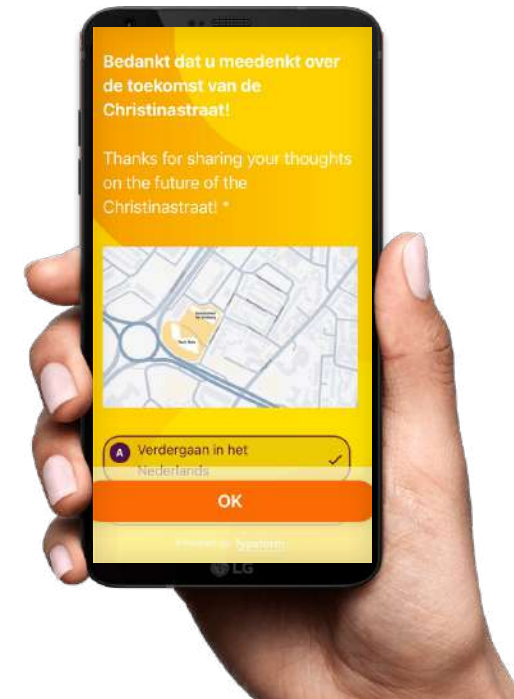 Bedankt dat u meedenkt over
de toekomst van de
Christinastraat!
Thanks for sharing your thoughts
on the future of the
Christinastraat! *
A Verdergaan in het
Nederlands
OK
LG